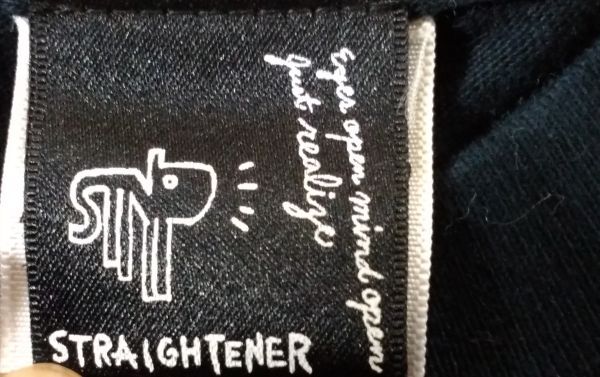 Eyes open mind open
Just realize
STRAIGHTENER